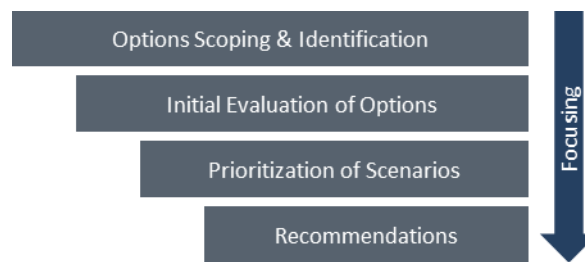 Options Scoping & Identification
Initial Evaluation of Options
Prioritization of Scenarios
Recommendations
Focusing